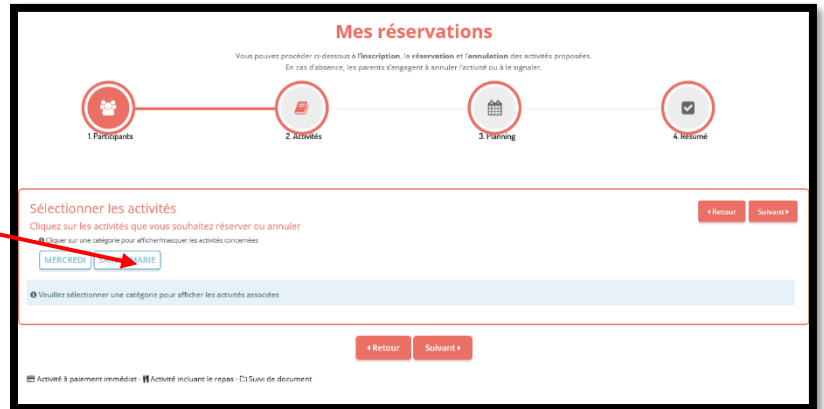 Mes réservations
Vous pouvez procéder ci-dessous à l'inscription, la réservation et l'annulation des activités proposées.
En cas d'absence, les parents s'engagent à annuler l'activité ou à le signaler.
1. Participants
2. Activités
3. Planning
4. Résumé
Sélectionner les activités
Retour Suivant
Cliquez sur les activités que vous souhaitez réserver ou annuler
Cliquer sur une catégorie pour afficher/masquer les activités concernées
MERCREDI MARIE
Veuillez sélectionner une catégorie pour afficher les activités associées
Retour Suivant
Activité à paiement immédiat - Activité incluant le repas - Suivi de document